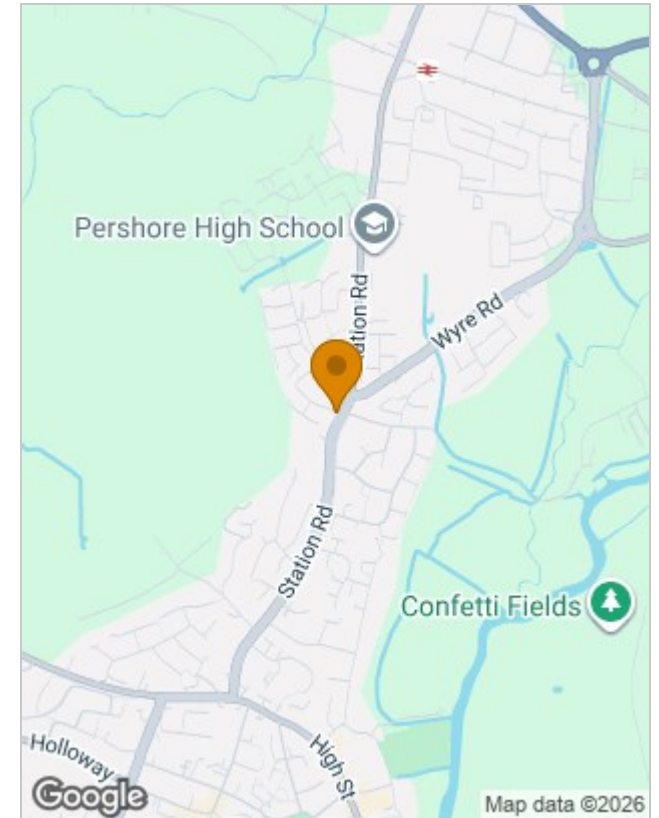 Pershore High School
Station Rd
Wyre Rd
Station Rd
Confetti Fields
High St
Holloway
Google
Map data ©2026